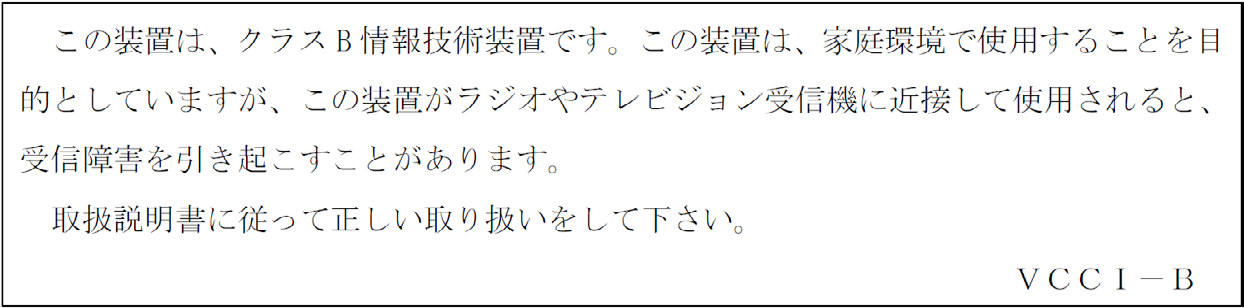 この装置は、クラスB情報技術装置です。この装置は、家庭環境で使用することを目
的としていますが、この装置がラジオやテレビジョン受信機に近接して使用されると、
受信障害を引き起こすことがあります。
　取扱説明書に従って正しい取り扱いをして下さい。
ＶＣＣＩ－Ｂ